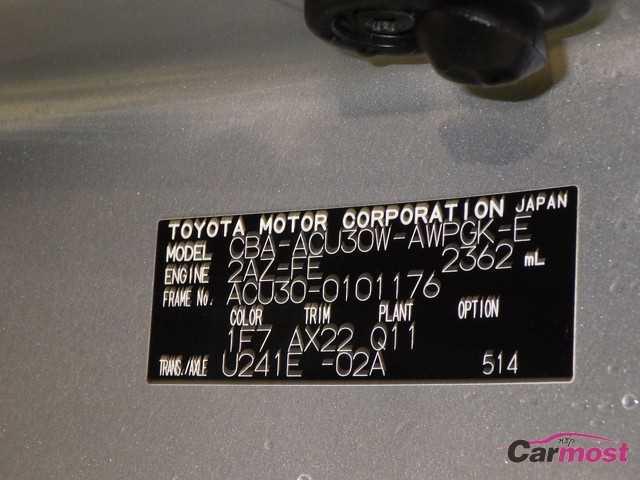 TOYOTA MOTOR CORPORATION JAPAN
MODEL CBA-ACU30W-AWPGK-E
ENGINE 2AZ-FE 2362 mL
FRAME No. ACU30-0101176
COLOR TRIM PLANT OPTION
1F7 AX22 Q11
TRANS./AXLE U241E -02A 514
Carmost